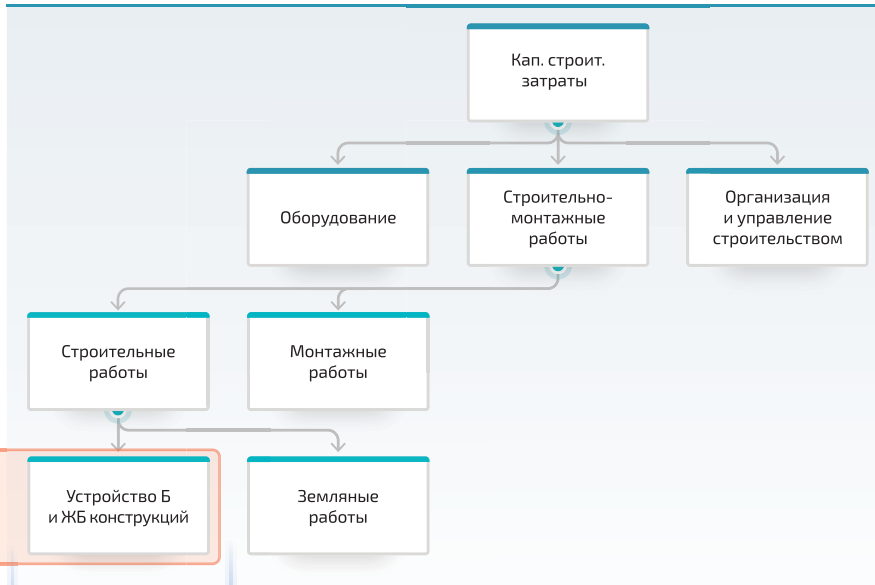 Кап. строит.
затраты
Оборудование
Строительно-
монтажные
работы
Организация
и управление
строительством
Строительные
работы
Монтажные
работы
Устройство Б
и ЖБ конструкций
Земляные
работы